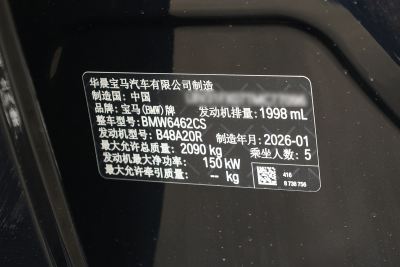 华晨宝马汽车有限公司制造
制造国：中国
品牌：宝马(BMW)牌 发动机排量：1998 mL
整车型号：BMW6462CS
发动机型号：B48A20R 制造年月：2026-01
最大允许总质量：2090 kg 乘坐人数：5
发动机最大净功率： 150 kW
最大允许牵引质量： -- kg
416
8 736 756